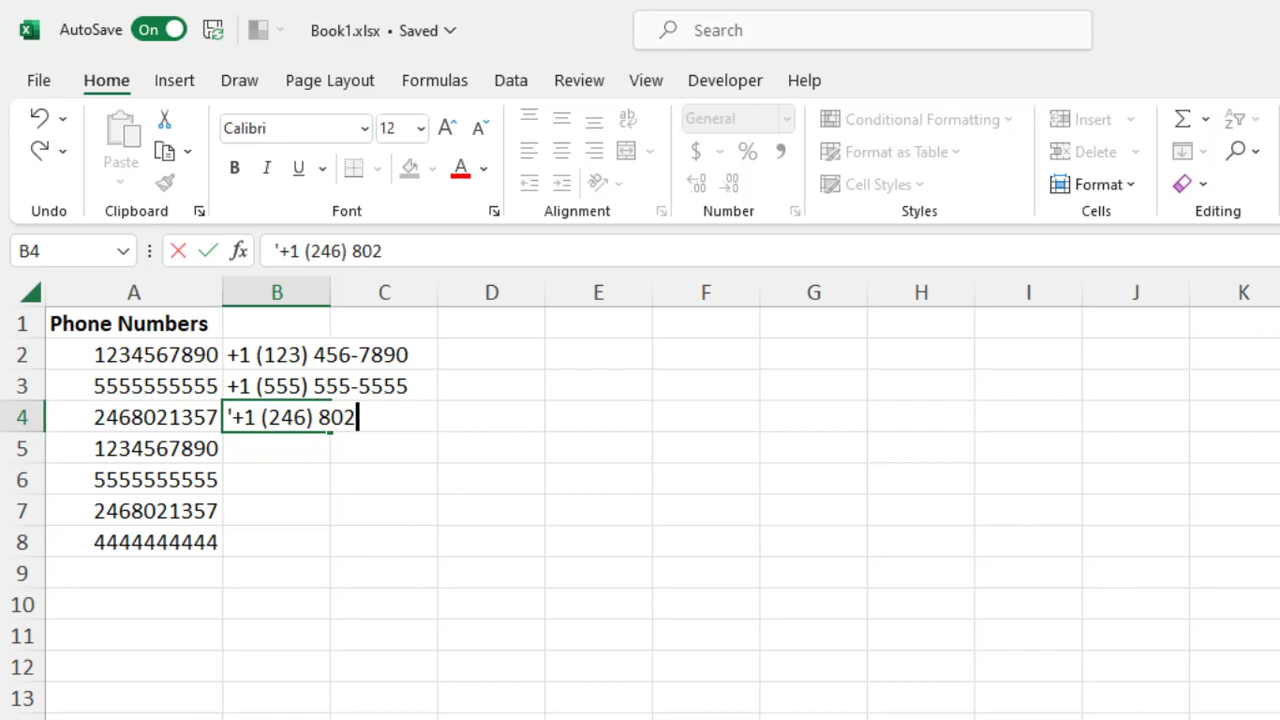 AutoSave On Book1.xlsx • Saved Search
File Home Insert Draw Page Layout Formulas Data Review View Developer Help
Calibri 12 A^ Aˇ ab General Conditional Formatting Insert Σ
Paste $ % , Format as Table Delete
B I U A Cell Styles Format
Undo Clipboard Font Alignment Number Styles Cells Editing
B4 fx '+1 (246) 802
A B C D E F G H I J K
1 Phone Numbers
2 1234567890 +1 (123) 456-7890
3 5555555555 +1 (555) 555-5555
4 2468021357 '+1 (246) 802
5 1234567890
6 5555555555
7 2468021357
8 4444444444
9
10
11
12
13